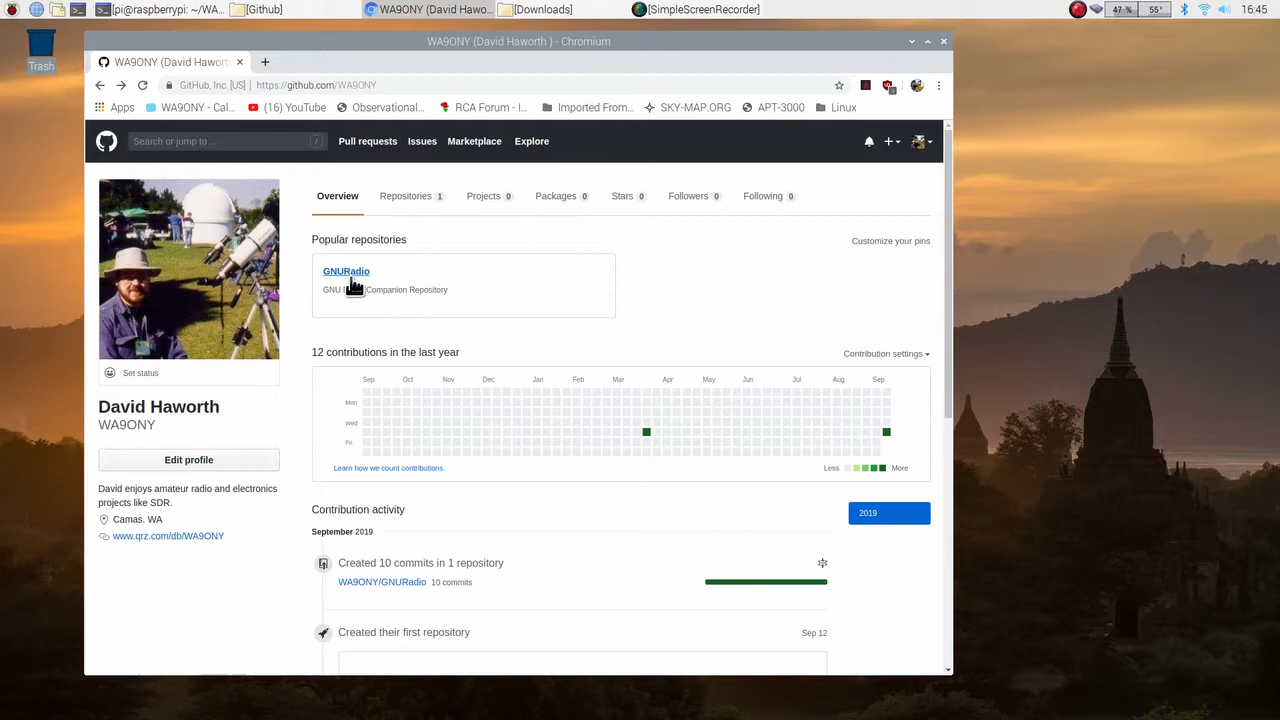 [pi@raspberrypi: ~/WA... [Github] WA9ONY (David Hawo... [Downloads] [SimpleScreenRecorder] 47 % 55° 16:45
Trash
WA9ONY (David Haworth ) - Chromium
WA9ONY (David Haworth
GitHub, Inc. [US] | https://github.com/WA9ONY
Apps WA9ONY - Cal... (16) YouTube Observational... RCA Forum - I... Imported From... SKY-MAP.ORG APT-3000 Linux
Search or jump to... / Pull requests Issues Marketplace Explore
Overview Repositories 1 Projects 0 Packages 0 Stars 0 Followers 0 Following 0
Popular repositories Customize your pins
GNURadio
GNU Companion Repository
12 contributions in the last year Contribution settings
Sep Oct Nov Dec Jan Feb Mar Apr May Jun Jul Aug Sep
Mon
Wed
Fri
Learn how we count contributions. Less More
Set status
David Haworth
WA9ONY
Edit profile
David enjoys amateur radio and electronics
projects like SDR.
Camas. WA
www.qrz.com/db/WA9ONY
Contribution activity 2019
September 2019
Created 10 commits in 1 repository
WA9ONY/GNURadio 10 commits
Created their first repository Sep 12